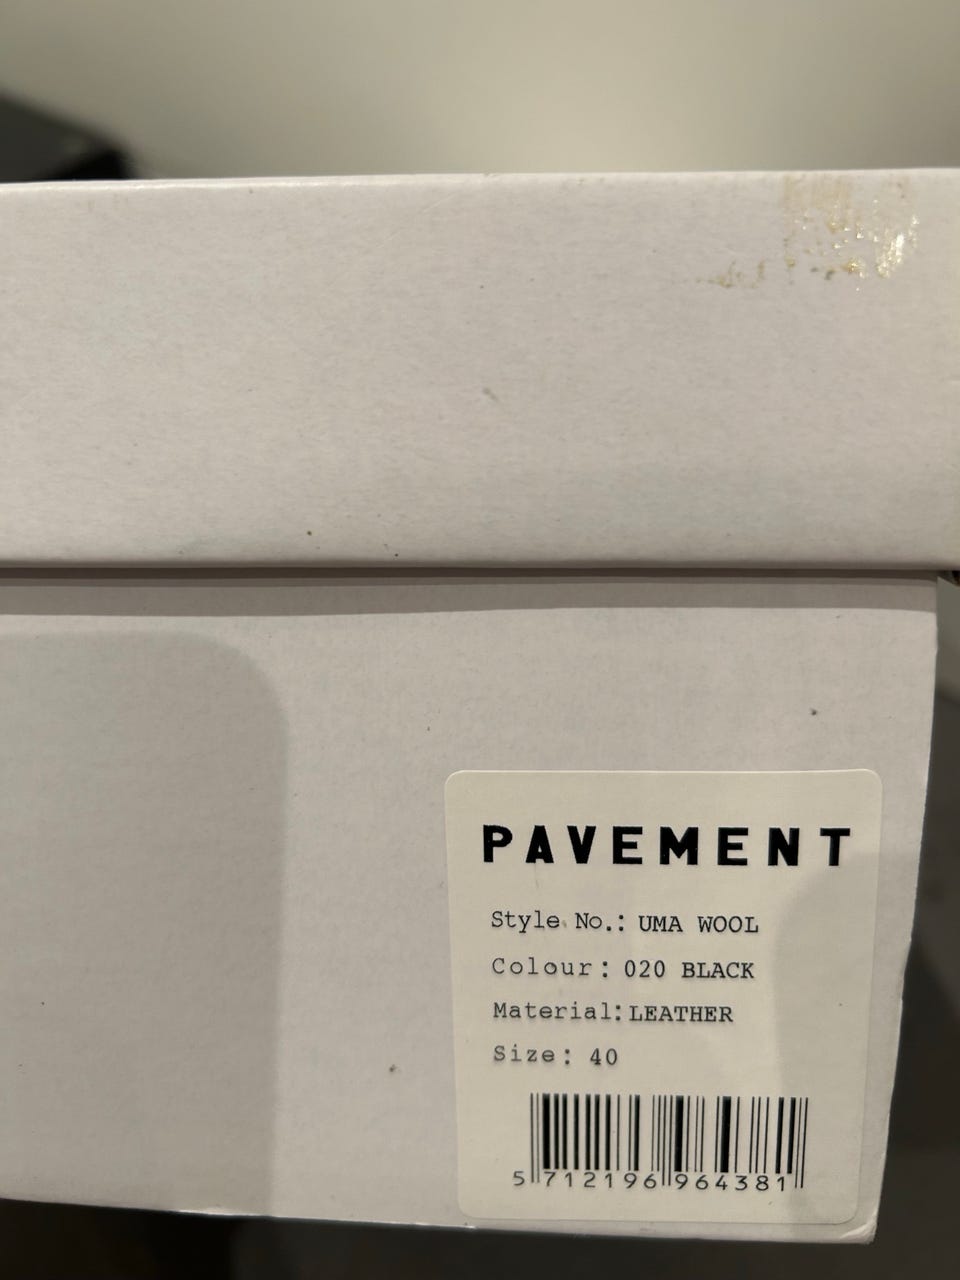 PAVEMENT
Style No.: UMA WOOL
Colour: 020 BLACK
Material: LEATHER
Size: 40
5 712196 964381